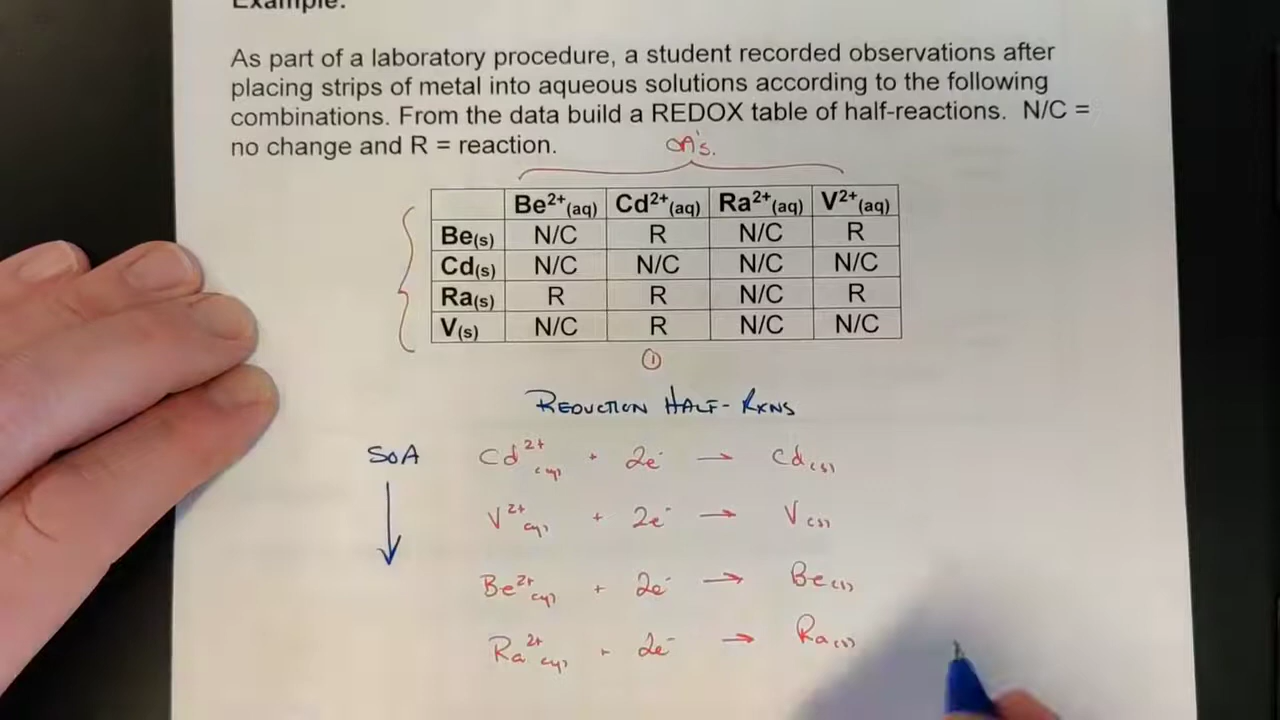 Example:
As part of a laboratory procedure, a student recorded observations after
placing strips of metal into aqueous solutions according to the following
combinations. From the data build a REDOX table of half-reactions. N/C =
no change and R = reaction.
OA's.
Be²⁺(aq) Cd²⁺(aq) Ra²⁺(aq) V²⁺(aq)
Be(s) N/C R N/C R
Cd(s) N/C N/C N/C N/C
Ra(s) R R N/C R
V(s) N/C R N/C N/C
①
REDUCTION HALF-RXNS
SOA Cd²⁺(aq) + 2e⁻ → Cd(s)
V²⁺(aq) + 2e⁻ → V(s)
Be²⁺(aq) + 2e⁻ → Be(s)
Ra²⁺(aq) + 2e⁻ → Ra(s)